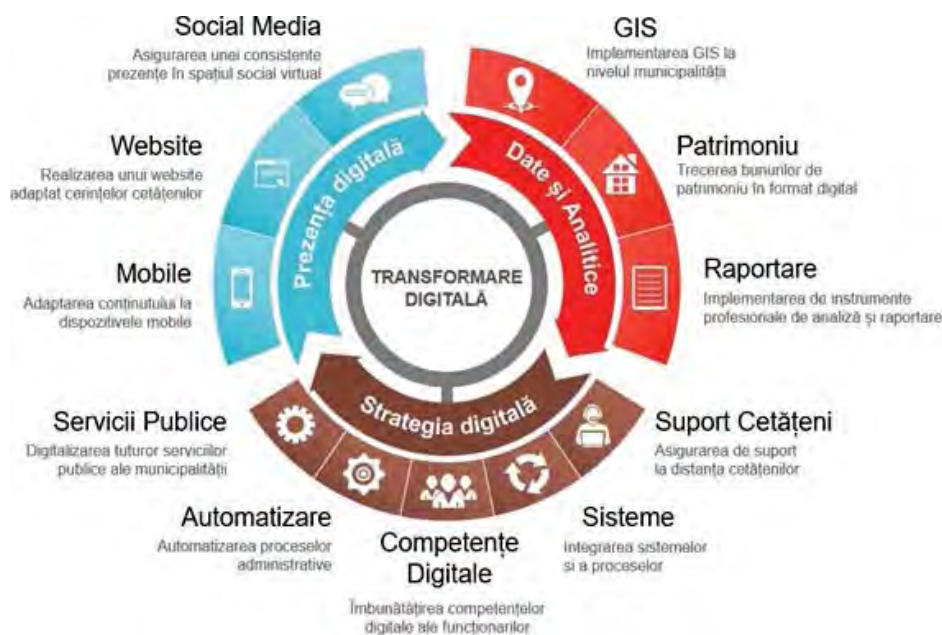 Social Media
Asigurarea unei consistente
prezențe în spațiul social virtual
Website
Realizarea unui website
adaptat cerințelor cetățenilor
Mobile
Adaptarea conținutului la
dispozitivele mobile
Prezența digitală
GIS
Implementarea GIS la
nivelul municipalității
Patrimoniu
Trecerea bunurilor de
patrimoniu în format digital
Raportare
Implementarea de instrumente
profesionale de analiză și raportare
Date și Analitice
TRANSFORMARE
DIGITALĂ
Strategia digitală
Servicii Publice
Digitalizarea tuturor serviciilor
publice ale municipalității
Automatizare
Automatizarea proceselor
administrative
Competențe
Digitale
Îmbunătățirea competențelor
digitale ale funcționarilor
Sisteme
Integrarea sistemelor
si a proceselor
Suport Cetățeni
Asigurarea de suport
la distanța cetățenilor